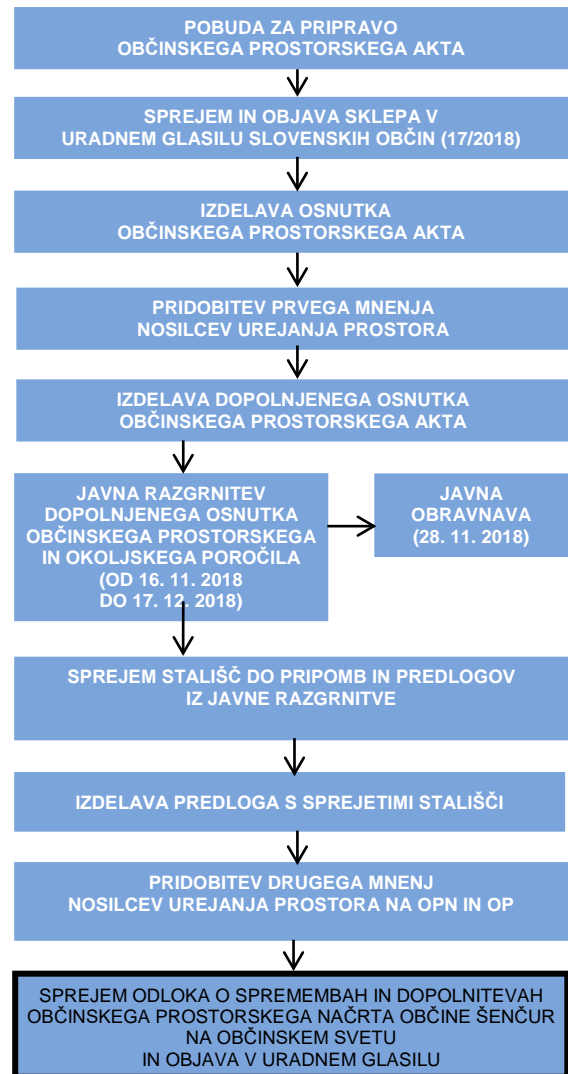 POBUDA ZA PRIPRAVO
OBČINSKEGA PROSTORSKEGA AKTA
SPREJEM IN OBJAVA SKLEPA V
URADNEM GLASILU SLOVENSKIH OBČIN (17/2018)
IZDELAVA OSNUTKA
OBČINSKEGA PROSTORSKEGA AKTA
PRIDOBITEV PRVEGA MNENJA
NOSILCEV UREJANJA PROSTORA
IZDELAVA DOPOLNJENEGA OSNUTKA
OBČINSKEGA PROSTORSKEGA AKTA
JAVNA RAZGRNITEV
DOPOLNJENEGA OSNUTKA
OBČINSKEGA PROSTORSKEGA
IN OKOLJSKEGA POROČILA
(OD 16. 11. 2018
DO 17. 12. 2018)
JAVNA
OBRAVNAVA
(28. 11. 2018)
SPREJEM STALIŠČ DO PRIPOMB IN PREDLOGOV
IZ JAVNE RAZGRNITVE
IZDELAVA PREDLOGA S SPREJETIMI STALIŠČI
PRIDOBITEV DRUGEGA MNENJ
NOSILCEV UREJANJA PROSTORA NA OPN IN OP
SPREJEM ODLOKA O SPREMEMBAH IN DOPOLNITEVAH
OBČINSKEGA PROSTORSKEGA NAČRTA OBČINE ŠENČUR
NA OBČINSKEM SVETU
IN OBJAVA V URADNEM GLASILU